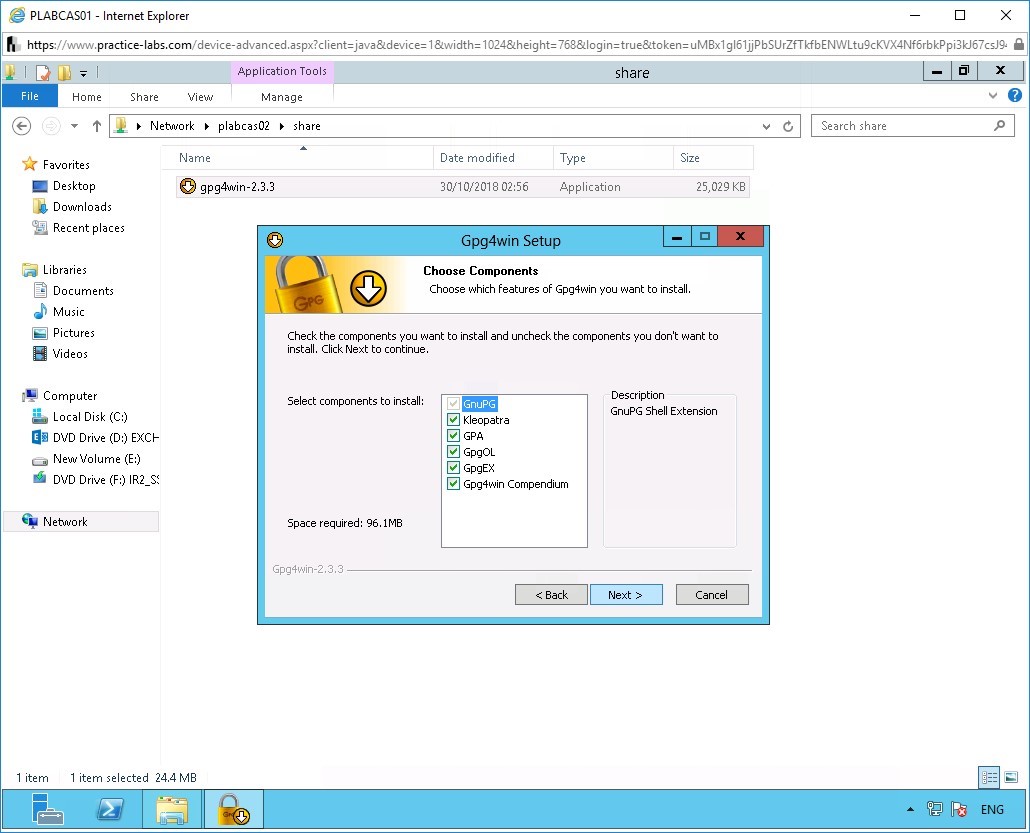 PLABCAS01 - Internet Explorer
https://www.practice-labs.com/device-advanced.aspx?client=java&device=1&width=1024&height=768&login=true&token=uMBx1gI61jjPbSUrZfTkfbENWLtu9cKVX4Nf6rbkPpi3kJ67csJ9
Application Tools
share
File
Home
Share
View
Manage
Network
plabcas02
share
Search share
Favorites
Desktop
Downloads
Recent places
Libraries
Documents
Music
Pictures
Videos
Computer
Local Disk (C:)
DVD Drive (D:) EXCH
New Volume (E:)
DVD Drive (F:) IR2_SS
Network
Name
Date modified
Type
Size
gpg4win-2.3.3
30/10/2018 02:56
Application
25,029 KB
Gpg4win Setup
GPG
Choose Components
Choose which features of Gpg4win you want to install.
Check the components you want to install and uncheck the components you don't want to
install. Click Next to continue.
Select components to install:
GnuPG
Kleopatra
GPA
GpgOL
GpgEX
Gpg4win Compendium
Description
GnuPG Shell Extension
Space required: 96.1MB
Gpg4win-2.3.3
< Back
Next >
Cancel
1 item
1 item selected 24.4 MB
ENG